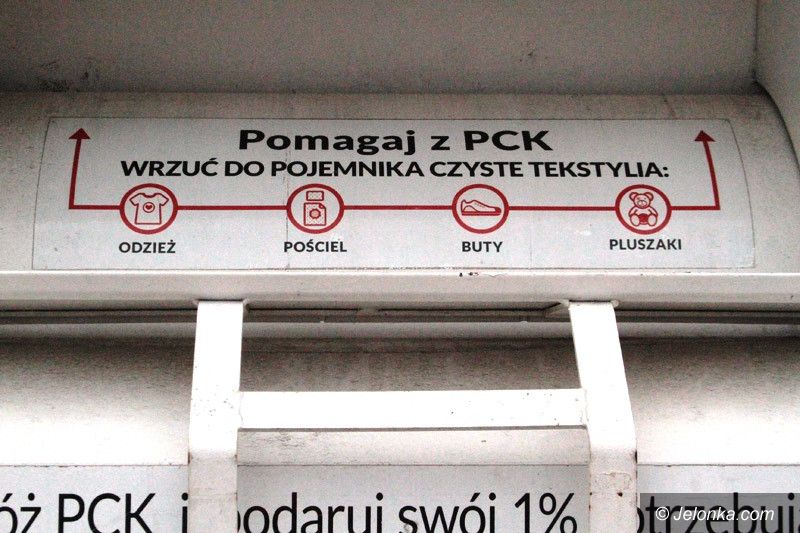 Pomagaj z PCK
WRZUĆ DO POJEMNIKA CZYSTE TEKSTYLIA:
ODZIEŻ POŚCIEL BUTY PLUSZAKI
PCK i podaruj swój 1%
© Jelonka.com